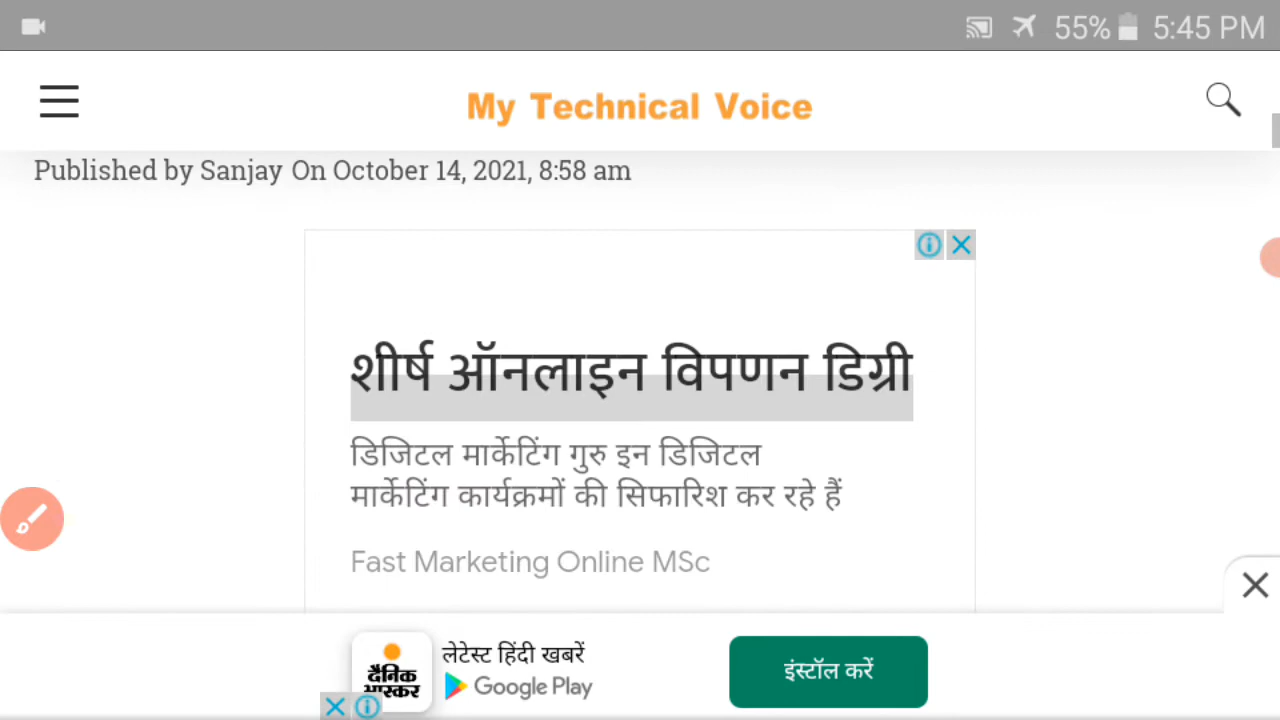 55% 5:45 PM
My Technical Voice
Published by Sanjay On October 14, 2021, 8:58 am
शीर्ष ऑनलाइन विपणन डिग्री
डिजिटल मार्केटिंग गुरु इन डिजिटल
मार्केटिंग कार्यक्रमों की सिफारिश कर रहे हैं
Fast Marketing Online MSc
दैनिक
भास्कर
लेटेस्ट हिंदी खबरें
Google Play
इंस्टॉल करें